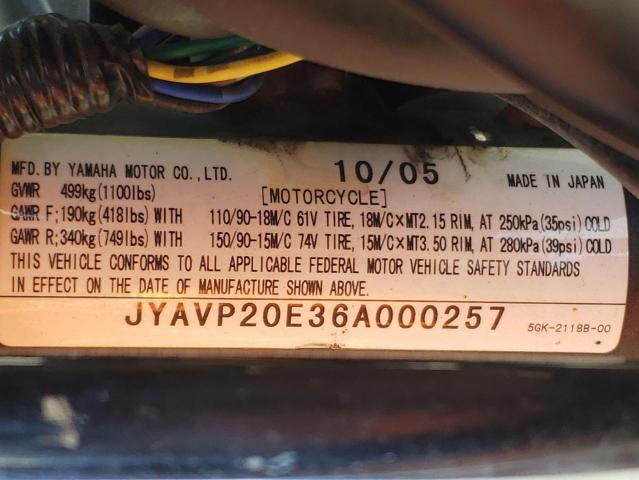 MFD. BY YAMAHA MOTOR CO., LTD. 10/05 MADE IN JAPAN
GVWR 499kg(1100lbs) [MOTORCYCLE]
GAWR F;190kg(418lbs) WITH 110/90-18M/C 61V TIRE, 18M/C×MT2.15 RIM, AT 250kPa(35psi) COLD
GAWR R;340kg(749lbs) WITH 150/90-15M/C 74V TIRE, 15M/C×MT3.50 RIM, AT 280kPa(39psi) COLD
THIS VEHICLE CONFORMS TO ALL APPLICABLE FEDERAL MOTOR VEHICLE SAFETY STANDARDS
IN EFFECT ON THE DATE OF MANUFACTURE SHOWN ABOVE.
JYAVP20E36A000257
5GK-2118B-00